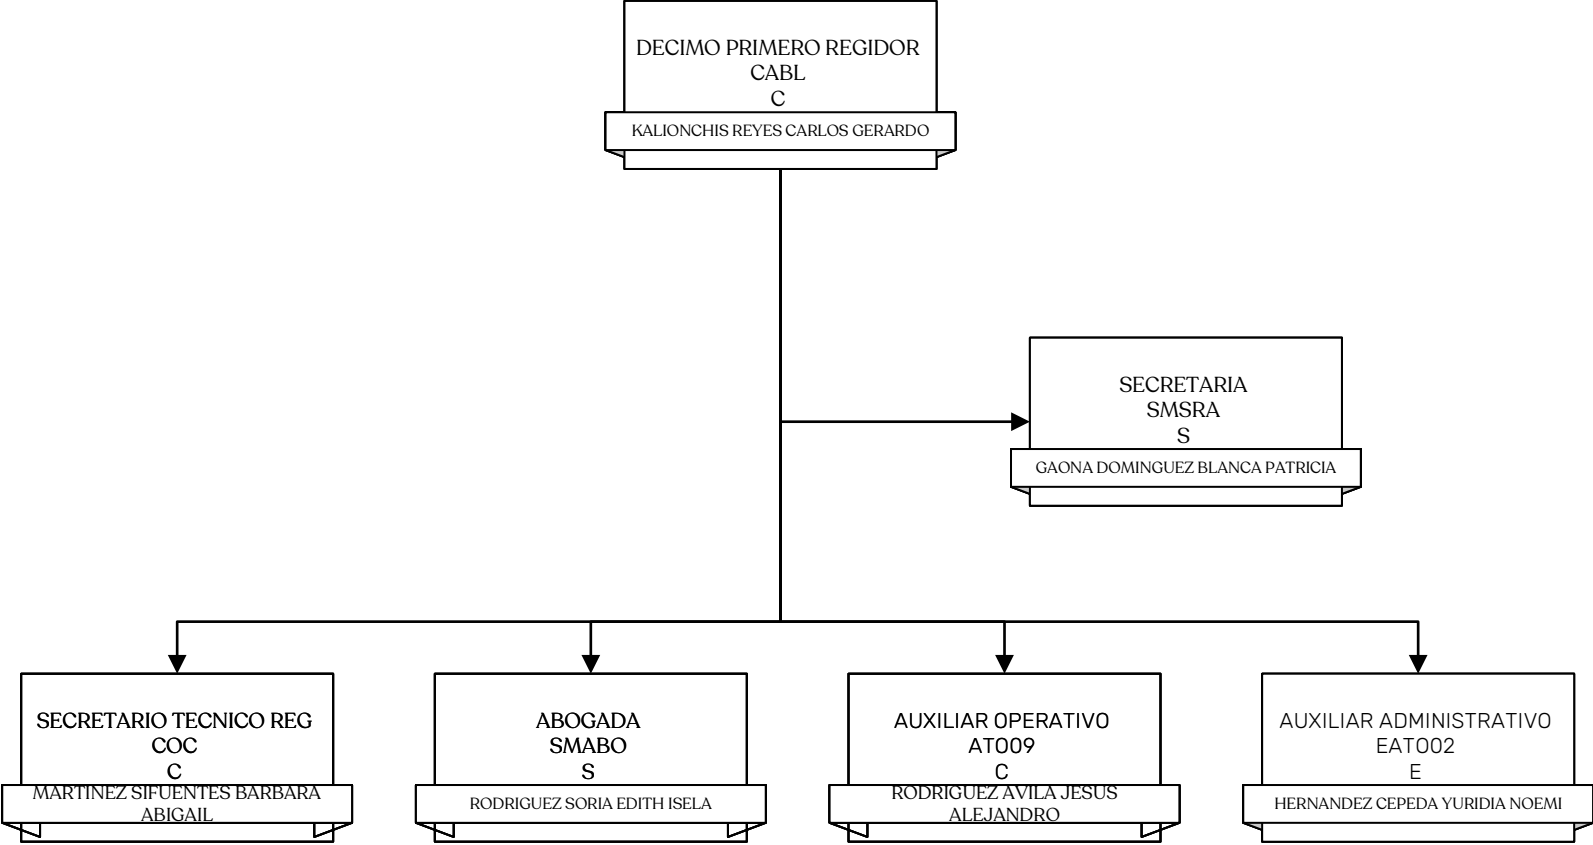 DECIMO PRIMERO REGIDOR
CABL
C
KALIONCHIS REYES CARLOS GERARDO
SECRETARIA
SMSRA
S
GAONA DOMINGUEZ BLANCA PATRICIA
SECRETARIO TECNICO REG
COC
C
MARTINEZ SIFUENTES BARBARA
ABIGAIL
ABOGADA
SMABO
S
RODRIGUEZ SORIA EDITH ISELA
AUXILIAR OPERATIVO
AT009
C
RODRIGUEZ AVILA JESUS
ALEJANDRO
AUXILIAR ADMINISTRATIVO
EAT002
E
HERNANDEZ CEPEDA YURIDIA NOEMI